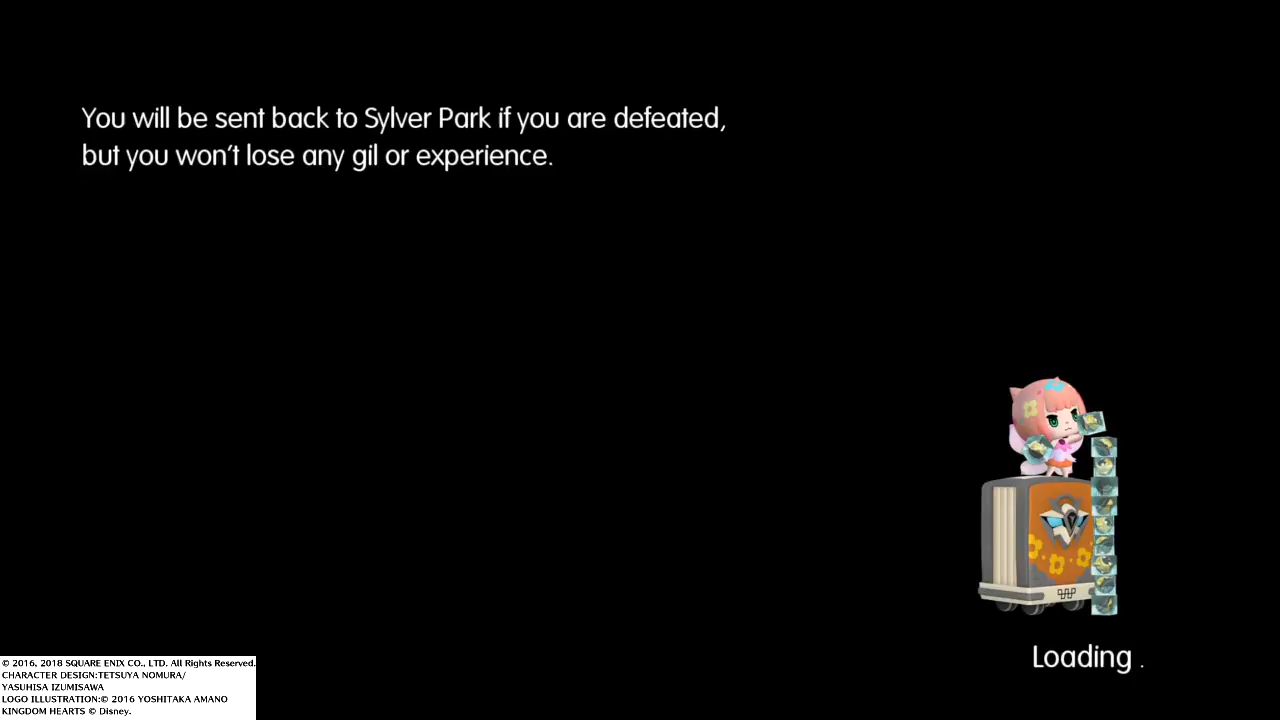 You will be sent back to Sylver Park if you are defeated,
but you won't lose any gil or experience.
Loading .
© 2016, 2018 SQUARE ENIX CO., LTD. All Rights Reserved.
CHARACTER DESIGN:TETSUYA NOMURA/
YASUHISA IZUMISAWA
LOGO ILLUSTRATION:© 2016 YOSHITAKA AMANO
KINGDOM HEARTS © Disney.